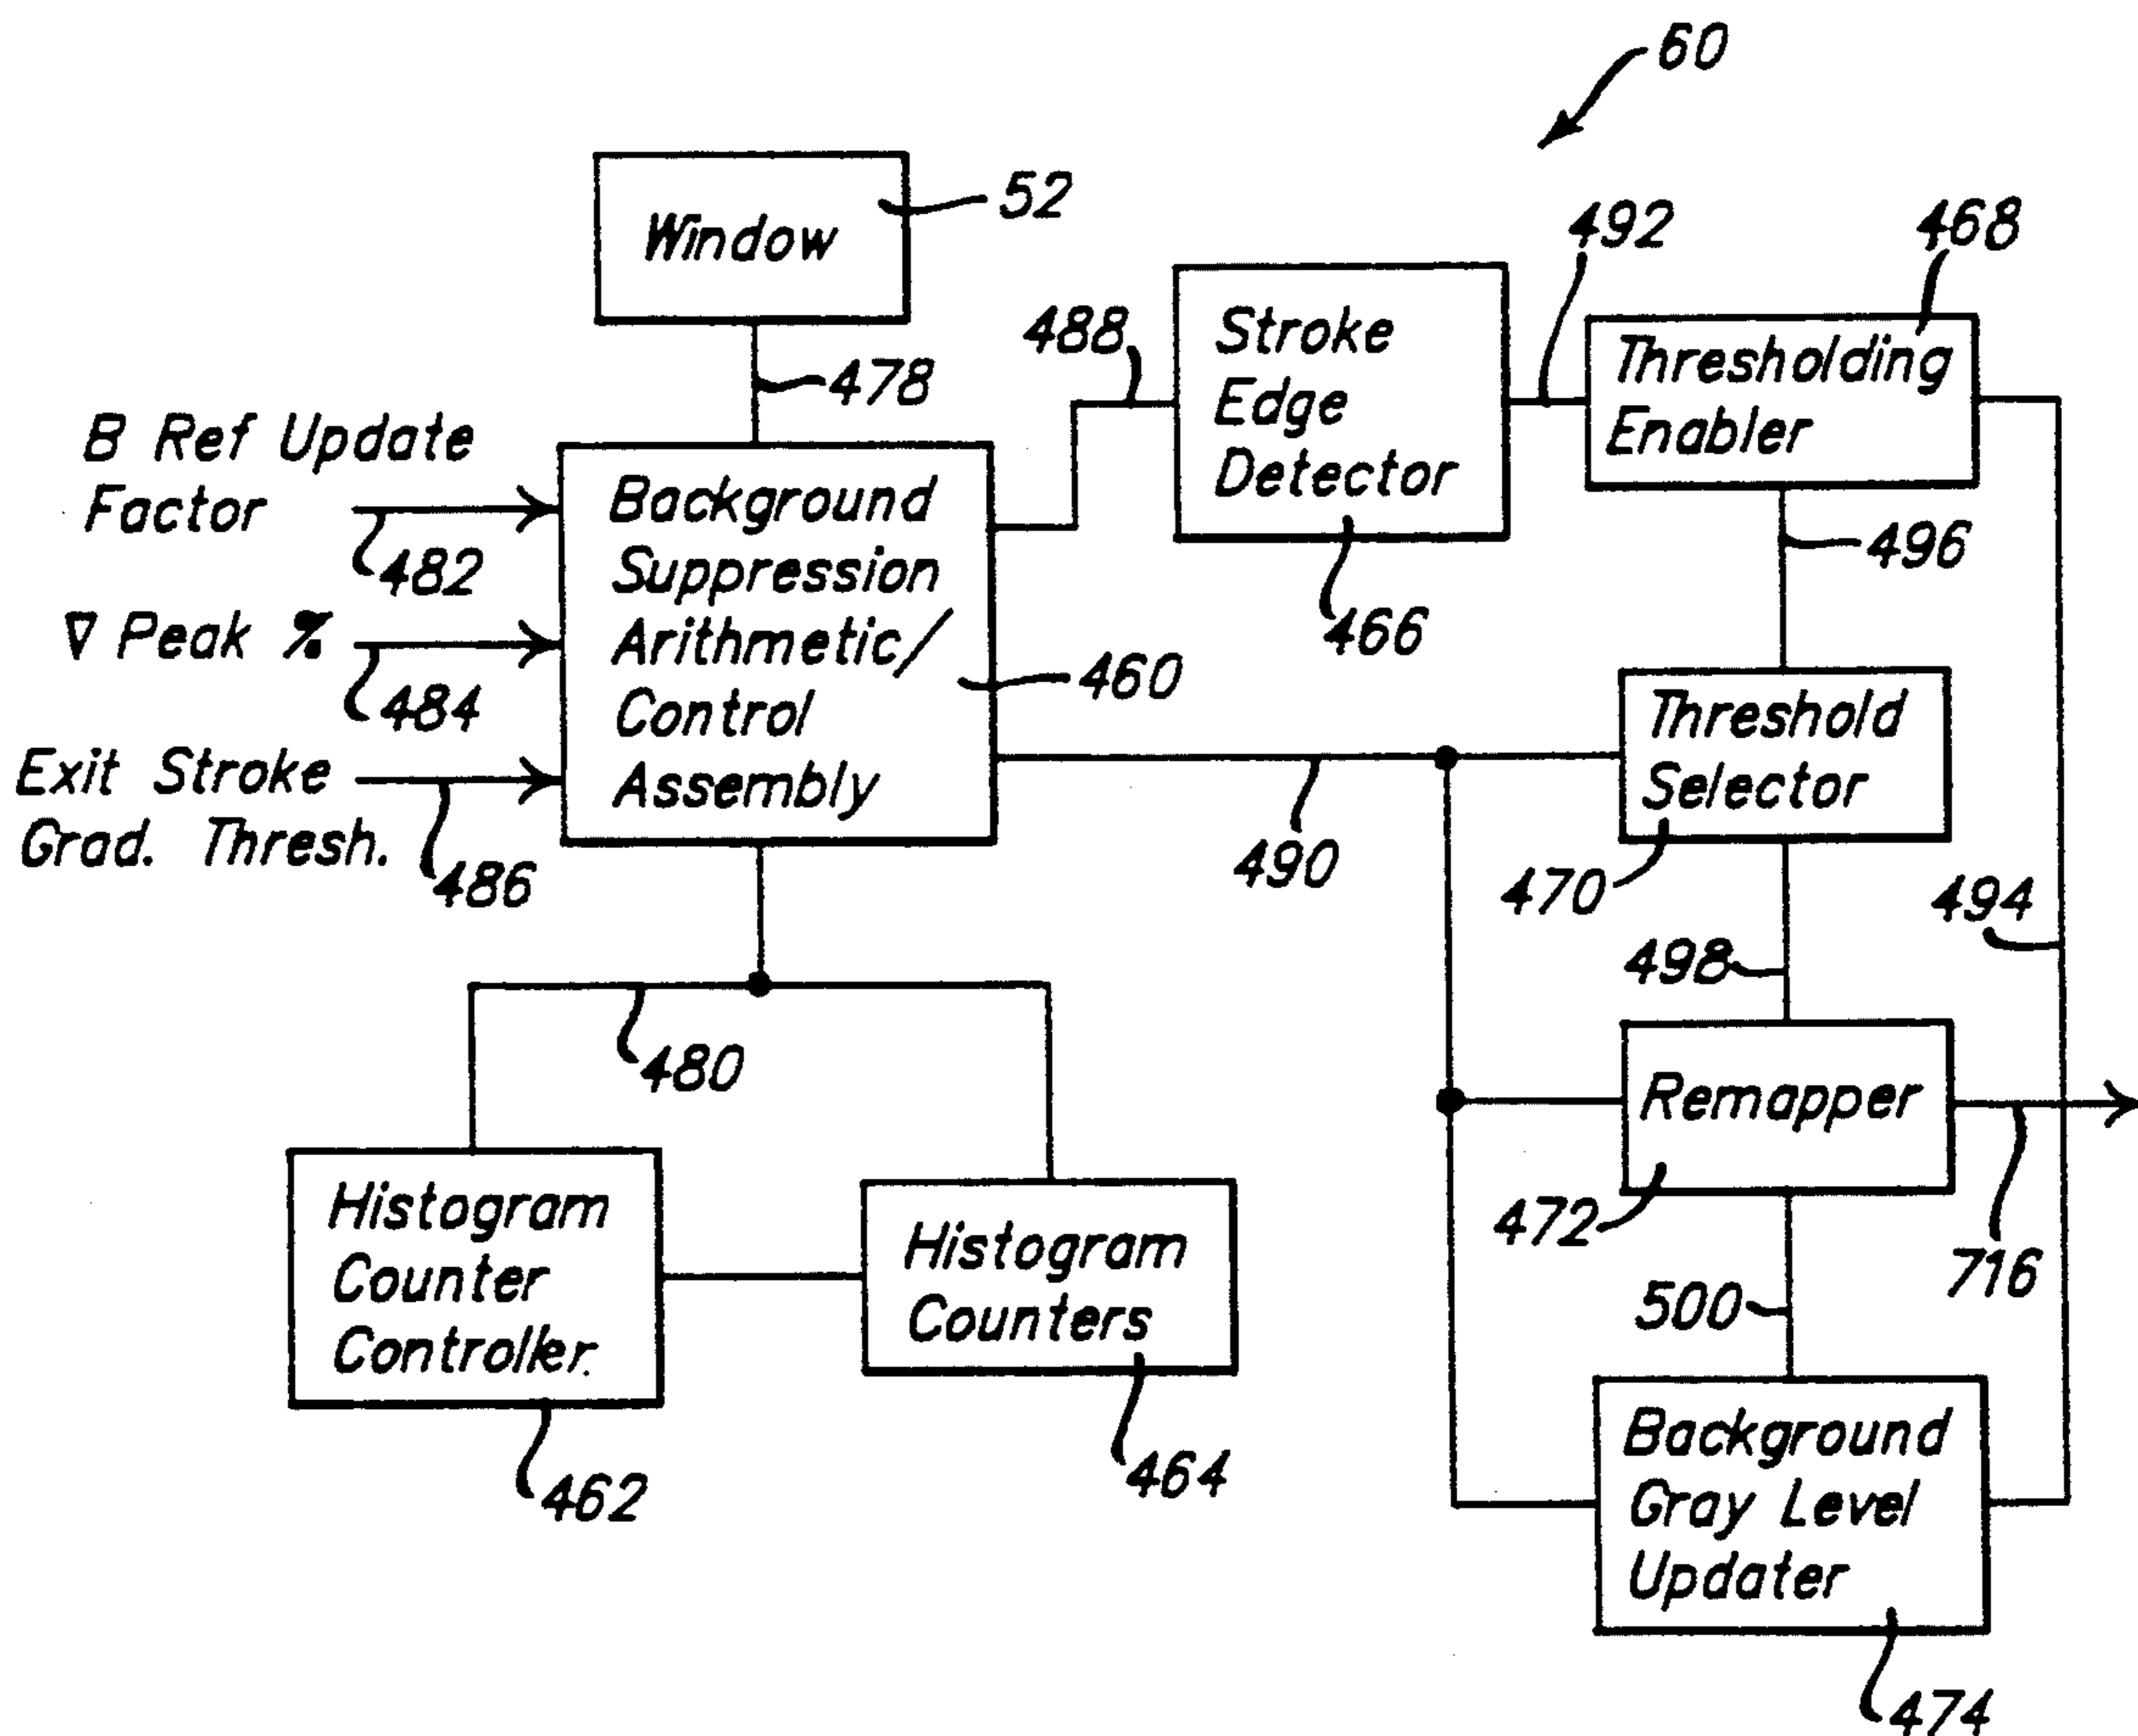 60
Window
52
478
B Ref Update
Factor
482
∇ Peak %
484
Exit Stroke
Grad. Thresh.
486
Background
Suppression
Arithmetic/
Control
Assembly
460
488
Stroke
Edge
Detector
466
492
Thresholding
Enabler
468
496
Threshold
Selector
470
490
494
498
Remapper
472
716
500
Background
Gray Level
Updater
474
480
Histogram
Counter
Controller.
462
Histogram
Counters
464